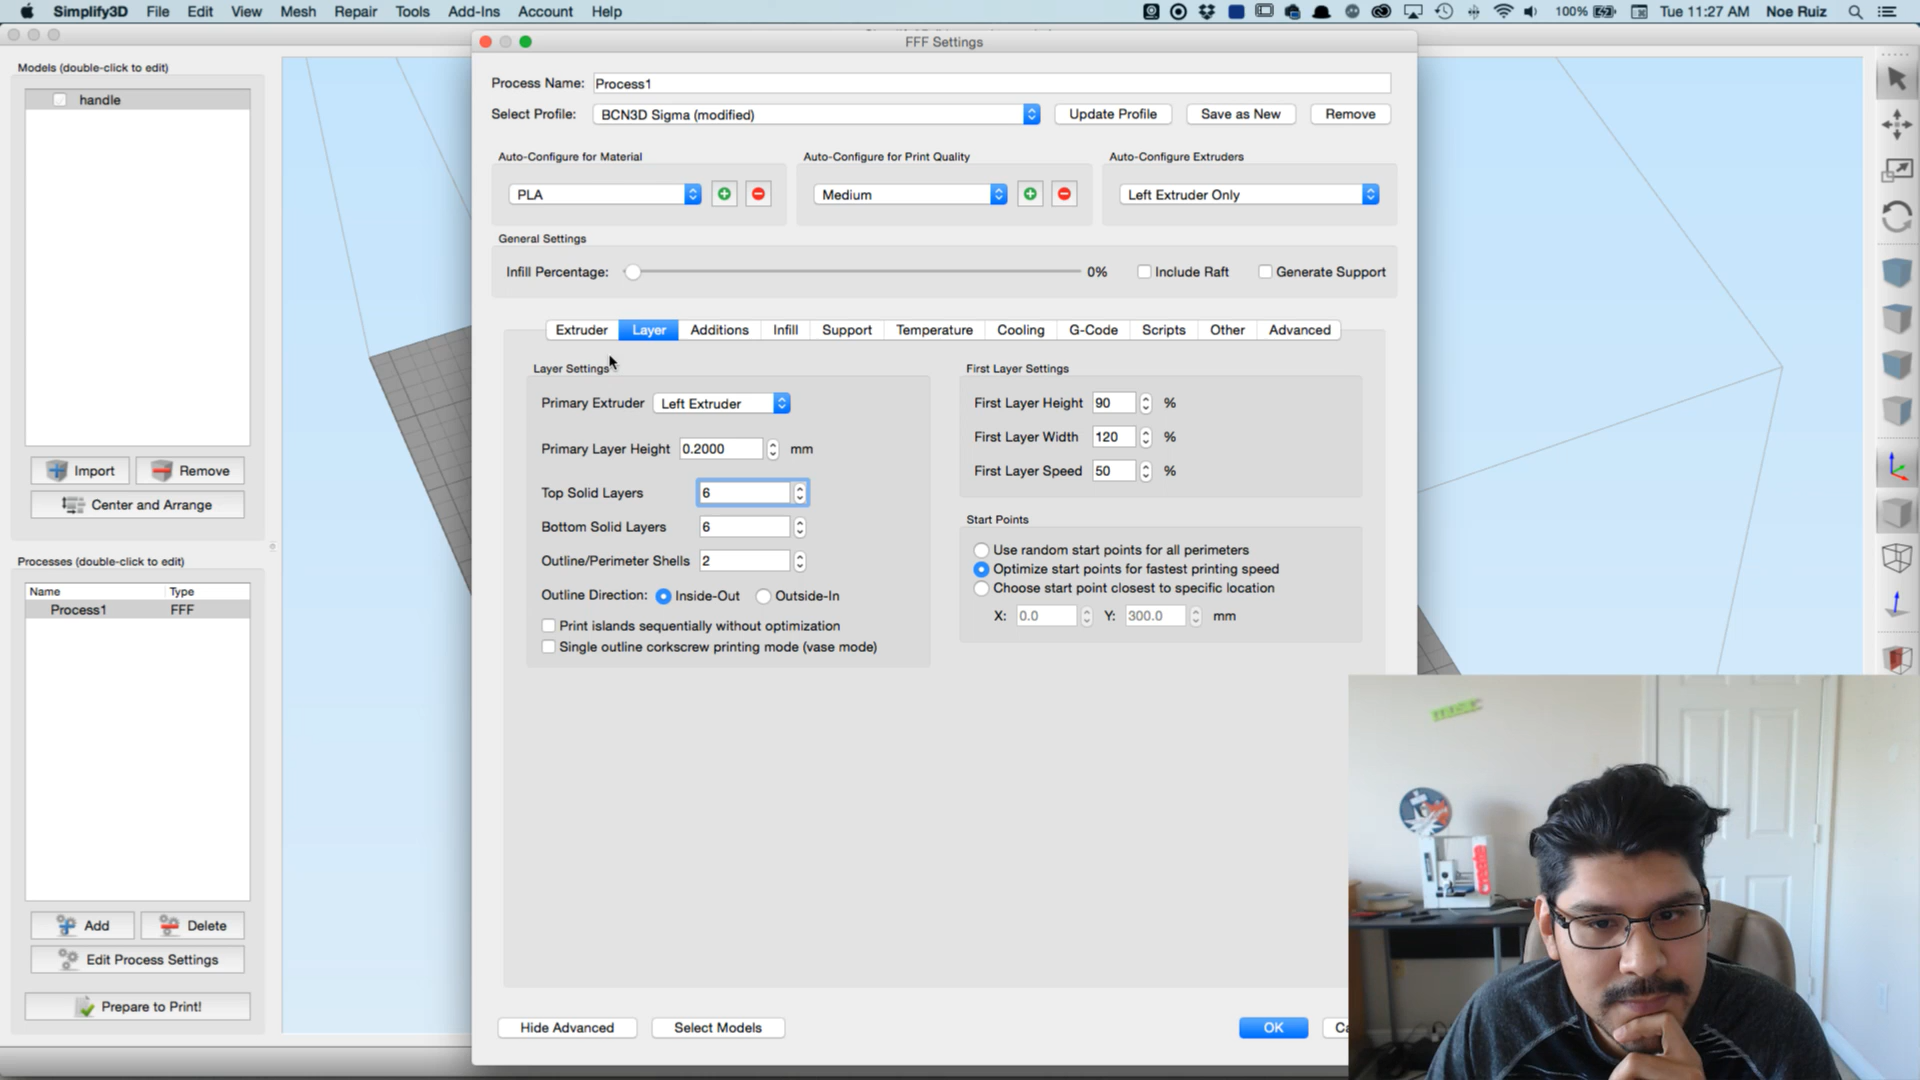 Simplify3D File Edit View Mesh Repair Tools Add-Ins Account Help 100% Tue 11:27 AM Noe Ruiz
FFF Settings
Models (double-click to edit)
handle
Import Remove
Center and Arrange
Processes (double-click to edit)
Name Type
Process1 FFF
Add Delete
Edit Process Settings
Prepare to Print!
Process Name: Process1
Select Profile: BCN3D Sigma (modified) Update Profile Save as New Remove
Auto-Configure for Material Auto-Configure for Print Quality Auto-Configure Extruders
PLA Medium Left Extruder Only
General Settings
Infill Percentage: 0% Include Raft Generate Support
Extruder Layer Additions Infill Support Temperature Cooling G-Code Scripts Other Advanced
Layer Settings
Primary Extruder Left Extruder
Primary Layer Height 0.2000 mm
Top Solid Layers 6
Bottom Solid Layers 6
Outline/Perimeter Shells 2
Outline Direction: Inside-Out Outside-In
Print islands sequentially without optimization
Single outline corkscrew printing mode (vase mode)
First Layer Settings
First Layer Height 90 %
First Layer Width 120 %
First Layer Speed 50 %
Start Points
Use random start points for all perimeters
Optimize start points for fastest printing speed
Choose start point closest to specific location
X: 0.0 Y: 300.0 mm
Hide Advanced Select Models OK Ca